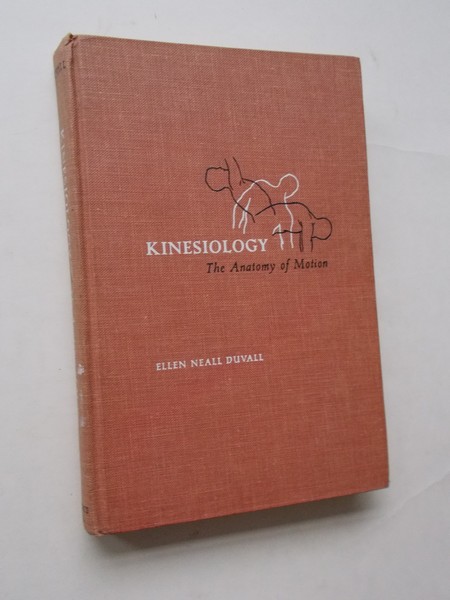 KINESIOLOGY
The Anatomy of Motion
ELLEN NEALL DUVALL